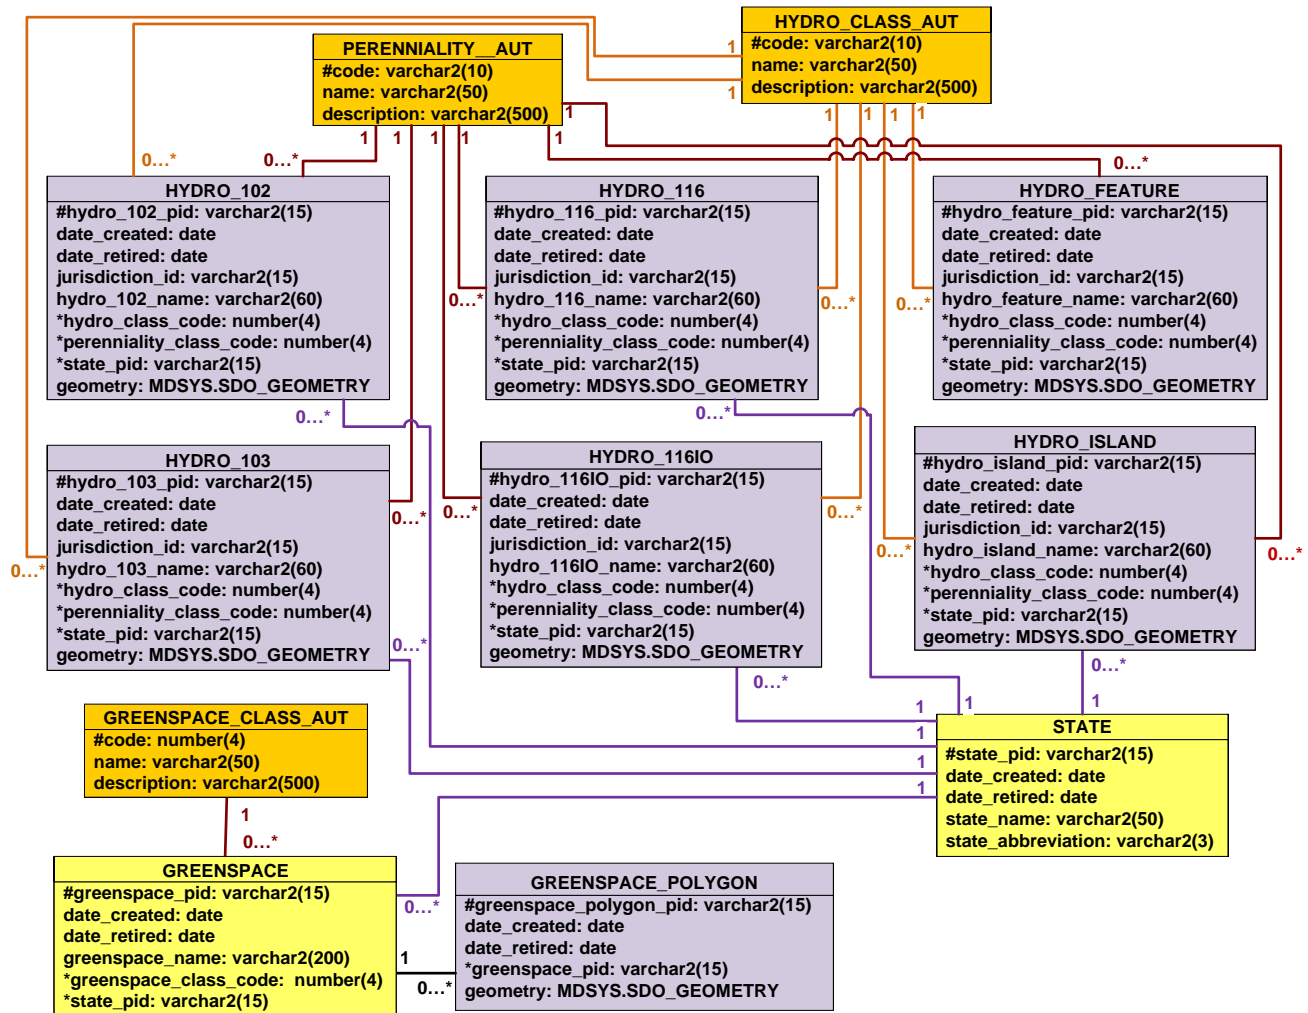 HYDRO_CLASS_AUT
#code: varchar2(10)
name: varchar2(50)
description: varchar2(500)
PERENNIALITY__AUT
#code: varchar2(10)
name: varchar2(50)
description: varchar2(500)
1
1
1
1
1
1
1
1
1
1
1
1
0...*
0...*
0...*
HYDRO_102
#hydro_102_pid: varchar2(15)
date_created: date
date_retired: date
jurisdiction_id: varchar2(15)
hydro_102_name: varchar2(60)
*hydro_class_code: number(4)
*perenniality_class_code: number(4)
*state_pid: varchar2(15)
geometry: MDSYS.SDO_GEOMETRY
0...*
HYDRO_116
#hydro_116_pid: varchar2(15)
date_created: date
date_retired: date
jurisdiction_id: varchar2(15)
hydro_116_name: varchar2(60)
*hydro_class_code: number(4)
*perenniality_class_code: number(4)
*state_pid: varchar2(15)
geometry: MDSYS.SDO_GEOMETRY
0...*
0...*
0...*
HYDRO_FEATURE
#hydro_feature_pid: varchar2(15)
date_created: date
date_retired: date
jurisdiction_id: varchar2(15)
hydro_feature_name: varchar2(60)
*hydro_class_code: number(4)
*perenniality_class_code: number(4)
*state_pid: varchar2(15)
geometry: MDSYS.SDO_GEOMETRY
0...*
0...*
HYDRO_103
#hydro_103_pid: varchar2(15)
date_created: date
date_retired: date
jurisdiction_id: varchar2(15)
hydro_103_name: varchar2(60)
*hydro_class_code: number(4)
*perenniality_class_code: number(4)
*state_pid: varchar2(15)
geometry: MDSYS.SDO_GEOMETRY
0...*
0...*
0...*
0...*
HYDRO_116IO
#hydro_116IO_pid: varchar2(15)
date_created: date
date_retired: date
jurisdiction_id: varchar2(15)
hydro_116IO_name: varchar2(60)
*hydro_class_code: number(4)
*perenniality_class_code: number(4)
*state_pid: varchar2(15)
geometry: MDSYS.SDO_GEOMETRY
0...*
0...*
0...*
HYDRO_ISLAND
#hydro_island_pid: varchar2(15)
date_created: date
date_retired: date
jurisdiction_id: varchar2(15)
hydro_island_name: varchar2(60)
*hydro_class_code: number(4)
*perenniality_class_code: number(4)
*state_pid: varchar2(15)
geometry: MDSYS.SDO_GEOMETRY
0...*
0...*
0...*
1
1
1
1
1
1
GREENSPACE_CLASS_AUT
#code: number(4)
name: varchar2(50)
description: varchar2(500)
STATE
#state_pid: varchar2(15)
date_created: date
date_retired: date
state_name: varchar2(50)
state_abbreviation: varchar2(3)
1
0...*
GREENSPACE
#greenspace_pid: varchar2(15)
date_created: date
date_retired: date
greenspace_name: varchar2(200)
*greenspace_class_code: number(4)
*state_pid: varchar2(15)
0...*
1
0...*
GREENSPACE_POLYGON
#greenspace_polygon_pid: varchar2(15)
date_created: date
date_retired: date
*greenspace_pid: varchar2(15)
geometry: MDSYS.SDO_GEOMETRY